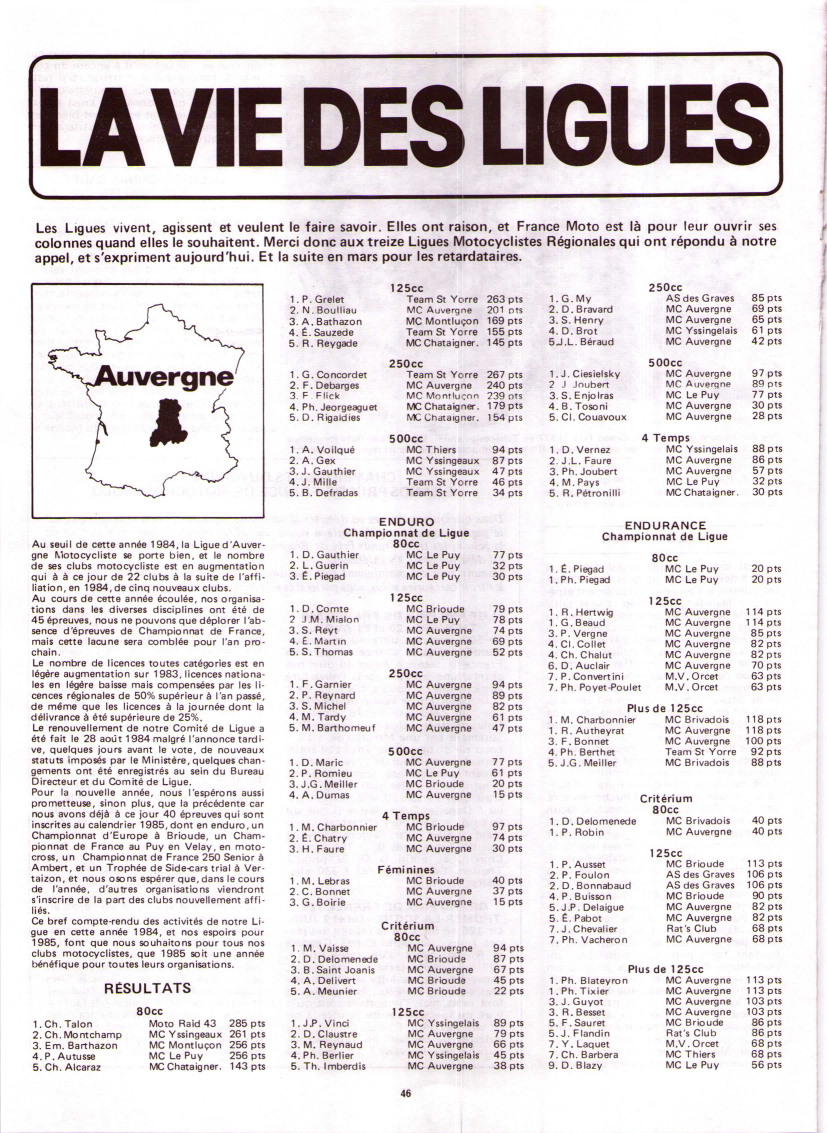 LA VIE DES LIGUES
Les Ligues vivent, agissent et veulent le faire savoir. Elles ont raison, et France Moto est là pour leur ouvrir ses
colonnes quand elles le souhaitent. Merci donc aux treize Ligues Motocyclistes Régionales qui ont répondu à notre
appel, et s'expriment aujourd'hui. Et la suite en mars pour les retardataires.
Auvergne
Au seuil de cette année 1984, la Ligue d'Auver-
gne Motocycliste se porte bien, et le nombre
de ses clubs motocycliste est en augmentation
qui à à ce jour de 22 clubs à la suite de l'affi-
liation, en 1984, de cinq nouveaux clubs.
Au cours de cette année écoulée, nos organisa-
tions dans les diverses disciplines ont été de
45 épreuves, nous ne pouvons que déplorer l'ab-
sence d'épreuves de Championnat de France,
mais cette lacune sera comblée pour l'an pro-
chain.
Le nombre de licences toutes catégories est en
légère augmentation sur 1983, licences nationa-
les en légére baisse mais compensées par les li-
cences régionales de 50% supérieur à l'an passé,
de même que les licences à la journée dont la
délivrance à été supérieure de 25%.
Le renouvellement de notre Comité de Ligue a
été fait le 28 août 1984 malgré l'annonce tardi-
ve, quelques jours avant le vote, de nouveaux
statuts imposés par le Ministère, quelques chan-
gements ont été enregistrés au sein du Bureau
Directeur et du Comité de Ligue.
Pour la nouvelle année, nous l'espérons aussi
prometteuse, sinon plus, que la précédente car
nous avons déjà à ce jour 40 épreuves qui sont
inscrites au calendrier 1985, dont en enduro, un
Championnat d'Europe à Brioude, un Cham-
pionnat de France au Puy en Velay, en moto-
cross, un Championnat de France 250 Senior à
Ambert, et un Trophée de Side-cars trial à Ver-
taizon, et nous osons espérer que, dans le cours
de l'année, d'autres organisations viendront
s'inscrire de la part des clubs nouvellement affi-
liés.
Ce bref compte-rendu des activités de notre Li-
gue en cette année 1984, et nos espoirs pour
1985, font que nous souhaitons pour tous nos
clubs motocyclistes, que 1985 soit une année
bénéfique pour toutes leurs organisations.
RÉSULTATS
80cc
1. Ch. Talon Moto Raid 43 285 pts
2. Ch. Montchamp MC Yssingeaux 261 pts
3. Em. Barthazon MC Montluçon 256 pts
4. P. Autusse MC Le Puy 256 pts
5. Ch. Alcaraz MC Chataigner. 143 pts
125cc
1. P. Grelet Team St Yorre 263 pts
2. N. Boulliau MC Auvergne 201 pts
3. A. Bathazon MC Montluçon 169 pts
4. É. Sauzede Team St Yorre 155 pts
5. R. Reygade MC Chataigner. 145 pts
250cc
1. G. Concordet Team St Yorre 267 pts
2. F. Debarges MC Auvergne 240 pts
3. F. Flick MC Montluçon 239 pts
4. Ph. Jeorgeaguet MC Chataigner. 179 pts
5. D. Rigaldies MC Chataigner. 154 pts
500cc
1. A. Voilqué MC Thiers 94 pts
2. A. Gex MC Yssingeaux 87 pts
3. J. Gauthier MC Yssingeaux 47 pts
4. J. Mille Team St Yorre 46 pts
5. B. Defradas Team St Yorre 34 pts
ENDURO
Championnat de Ligue
80cc
1. D. Gauthier MC Le Puy 77 pts
2. L. Guerin MC Le Puy 32 pts
3. É. Piegad MC Le Puy 30 pts
125cc
1. D. Comte MC Brioude 79 pts
2 J.M. Mialon MC Le Puy 78 pts
3. S. Reyt MC Auvergne 74 pts
4. É. Martin MC Auvergne 69 pts
5. S. Thomas MC Auvergne 52 pts
250cc
1. F. Garnier MC Auvergne 94 pts
2. P. Reynard MC Auvergne 89 pts
3. S. Michel MC Auvergne 82 pts
4. M. Tardy MC Auvergne 61 pts
5. M. Barthomeuf MC Auvergne 47 pts
500cc
1. D. Maric MC Auvergne 77 pts
2. P. Romieu MC Le Puy 61 pts
3. J.G. Meiller MC Brioude 20 pts
4. A. Dumas MC Auvergne 15 pts
4 Temps
1. M. Charbonnier MC Brioude 97 pts
2. É. Chatry MC Auvergne 74 pts
3. H. Faure MC Auvergne 30 pts
Féminines
1. M. Lebras MC Brioude 40 pts
2. C. Bonnet MC Auvergne 37 pts
3. G. Boirie MC Auvergne 15 pts
Critérium
80cc
1. M. Vaisse MC Auvergne 94 pts
2. D. Delomenede MC Brioude 87 pts
3. B. Saint Joanis MC Auvergne 67 pts
4. A. Delivert MC Brioude 45 pts
5. A. Meunier MC Brioude 22 pts
125cc
1. J.P. Vinci MC Yssingelais 89 pts
2. D. Claustre MC Auvergne 79 pts
3. M. Reynaud MC Auvergne 66 pts
4. Ph. Berlier MC Yssingelais 45 pts
5. Th. Imberdis MC Auvergne 38 pts
250cc
1. G. My AS des Graves 85 pts
2. D. Bravard MC Auvergne 69 pts
3. S. Henry MC Auvergne 65 pts
4. D. Brot MC Yssingelais 61 pts
5.J.L. Béraud MC Auvergne 42 pts
500cc
1. J. Ciesielsky MC Auvergne 97 pts
2 J Joubert MC Auvergne 89 pts
3. S. Enjolras MC Le Puy 77 pts
4. B. Tosoni MC Auvergne 30 pts
5. Cl. Couavoux MC Auvergne 28 pts
4 Temps
1. D. Vernez MC Yssingelais 88 pts
2. J.L. Faure MC Auvergne 86 pts
3. Ph. Joubert MC Auvergne 57 pts
4. M. Pays MC Le Puy 32 pts
5. R. Pétronilli MC Chataigner. 30 pts
ENDURANCE
Championnat de Ligue
80cc
1. É. Piegad MC Le Puy 20 pts
1. Ph. Piegad MC Le Puy 20 pts
125cc
1. R. Hertwig MC Auvergne 114 pts
1. G. Beaud MC Auvergne 114 pts
3. P. Vergne MC Auvergne 85 pts
4. Cl. Collet MC Auvergne 82 pts
4. Ch. Chalut MC Auvergne 82 pts
6. D. Auclair MC Auvergne 70 pts
7. P. Convertini M.V. Orcet 63 pts
7. Ph. Poyet-Poulet M.V. Orcet 63 pts
Plus de 125cc
1. M. Charbonnier MC Brivadois 118 pts
1. R. Autheyrat MC Auvergne 118 pts
3. F. Bonnet MC Auvergne 100 pts
4. Ph. Berthet Team St Yorre 92 pts
5. J.G. Meiller MC Brivadois 88 pts
Critérium
80cc
1. D. Delomenede MC Brivadois 40 pts
1. P. Robin MC Auvergne 40 pts
125cc
1. P. Ausset MC Brioude 113 pts
2. P. Foulon AS des Graves 106 pts
2. D. Bonnabaud AS des Graves 106 pts
4. P. Buisson MC Brioude 90 pts
5. J.P. Delaigue MC Auvergne 82 pts
5. É. Pabot MC Auvergne 82 pts
7. J. Chevalier Rat's Club 68 pts
7. Ph. Vacheron MC Auvergne 68 pts
Plus de 125cc
1. Ph. Blateyron MC Auvergne 113 pts
1. Ph. Tixier MC Auvergne 113 pts
3. J. Guyot MC Auvergne 103 pts
3. R. Besset MC Auvergne 103 pts
5. F. Sauret MC Brioude 86 pts
5. J. Flandin Rat's Club 86 pts
7. Y. Laquet M.V. Orcet 68 pts
7. Ch. Barbera MC Thiers 68 pts
9. D. Blazy MC Le Puy 56 pts
46